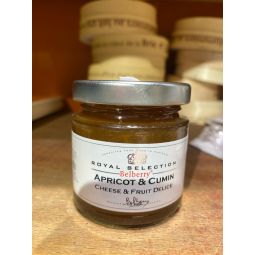 ROYAL SELECTION
Belberry
APRICOT & CUMIN
CHEESE & FRUIT DELICE